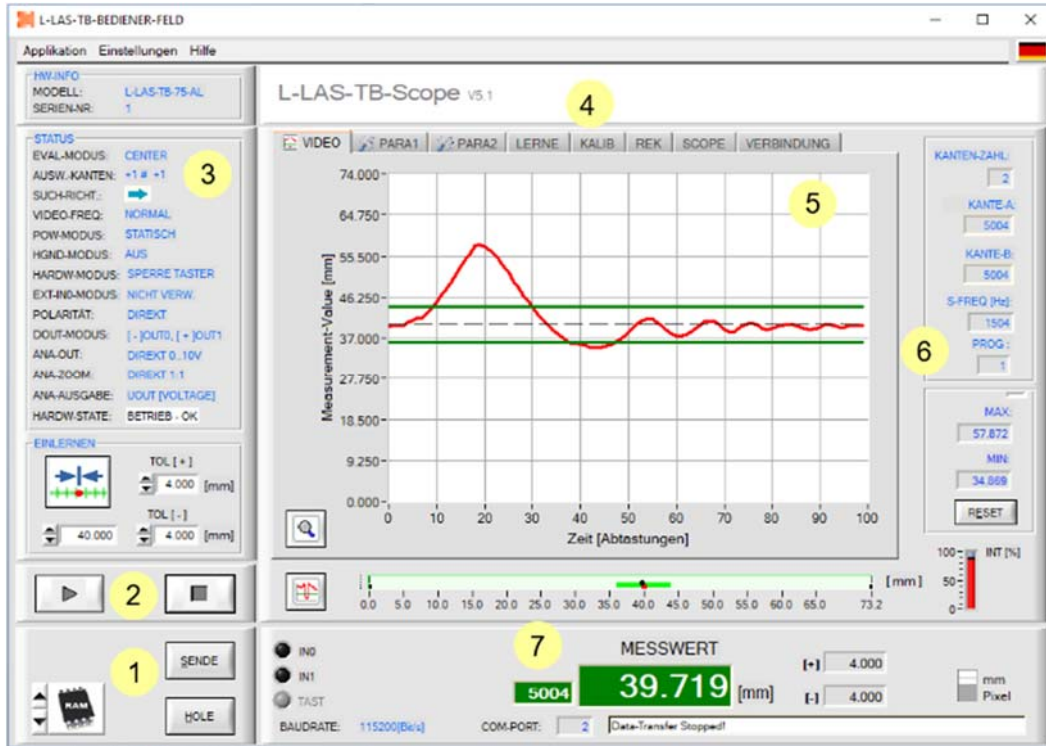 L-LAS-TB-BEDIENER-FELD
Applikation Einstellungen Hilfe
HW-INFO
MODELL: L-LAS-TB-75-AL
SERIEN-NR: 1
L-LAS-TB-Scope V5.1
4
STATUS
EVAL-MODUS: CENTER
AUSW.-KANTEN: +1 # +1
SUCH-RICHT.:
VIDEO-FREQ: NORMAL
POW-MODUS: STATISCH
HGND-MODUS: AUS
HARDW-MODUS: SPERRE TASTER
EXT-IN0-MODUS: NICHT VERW.
POLARITÄT: DIREKT
DOUT-MODUS: [ - ]OUT0, [ + ]OUT1
ANA-OUT: DIREKT 0..10V
ANA-ZOOM: DIREKT 1:1
ANA-AUSGABE: UOUT [VOLTAGE]
HARDW-STATE: BETRIEB - OK
3
EINLERNEN
TOL [ + ]
4.000 [mm]
TOL [ - ]
40.000 4.000 [mm]
2
1
RAM
SENDE
HOLE
VIDEO PARA1 PARA2 LERNE KALIB REK SCOPE VERBINDUNG
5
Measurement-Value [mm]
74.000
64.750
55.500
46.250
37.000
27.750
18.500
9.250
0.000
0 10 20 30 40 50 60 70 80 90 100
Zeit [Abtastungen]
[mm]
0.0 5.0 10.0 15.0 20.0 25.0 30.0 35.0 40.0 45.0 50.0 55.0 60.0 65.0 73.2
KANTEN-ZAHL:
2
KANTE-A:
5004
KANTE-B:
5004
S-FREQ [Hz]:
1504
PROG :
1
6
MAX:
57.872
MIN:
34.869
RESET
100
50
0
INT [%]
IN0
IN1
TAST
7
MESSWERT
5004 39.719 [mm]
[+] 4.000
[-] 4.000
mm
Pixel
BAUDRATE: 115200[Bit/s] COM-PORT: 2 Data-Transfer Stopped!